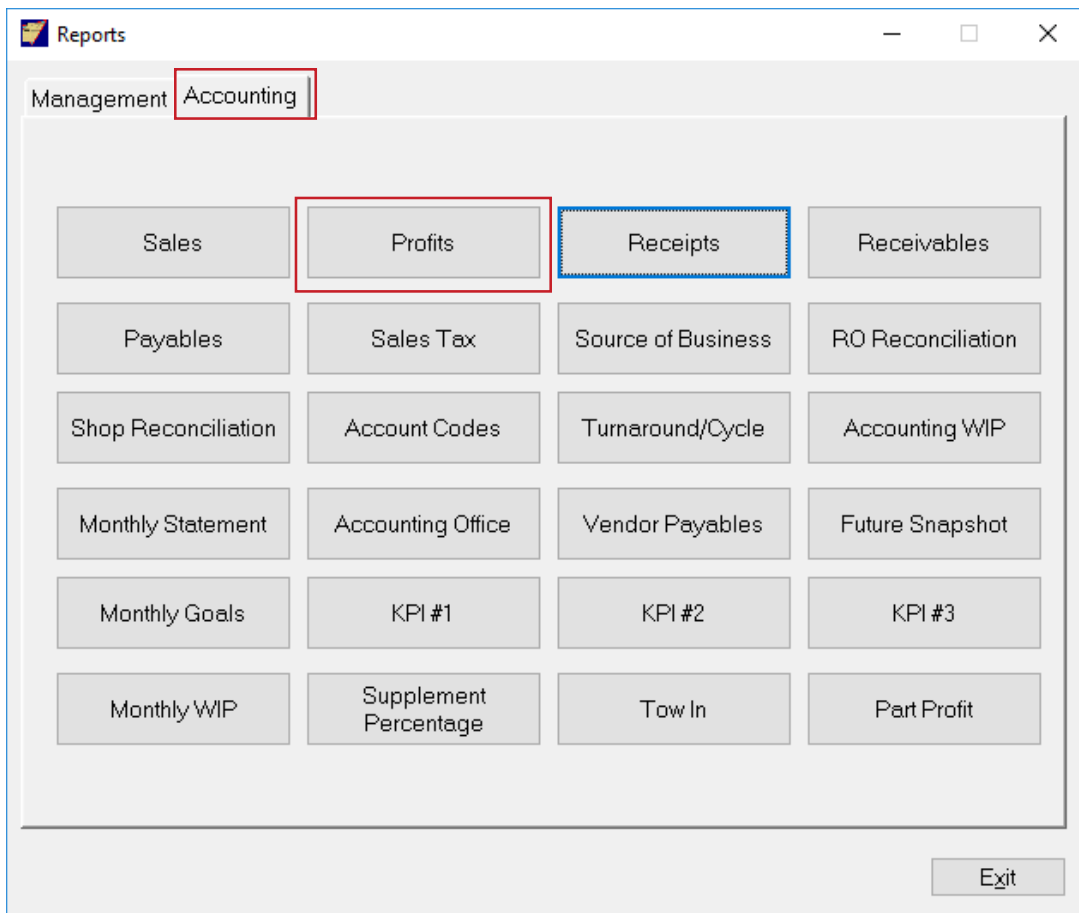 Reports
Management
Accounting
Sales
Profits
Receipts
Receivables
Payables
Sales Tax
Source of Business
RO Reconciliation
Shop Reconciliation
Account Codes
Turnaround/Cycle
Accounting WIP
Monthly Statement
Accounting Office
Vendor Payables
Future Snapshot
Monthly Goals
KPI #1
KPI #2
KPI #3
Monthly WIP
Supplement
Percentage
Tow In
Part Profit
Exit